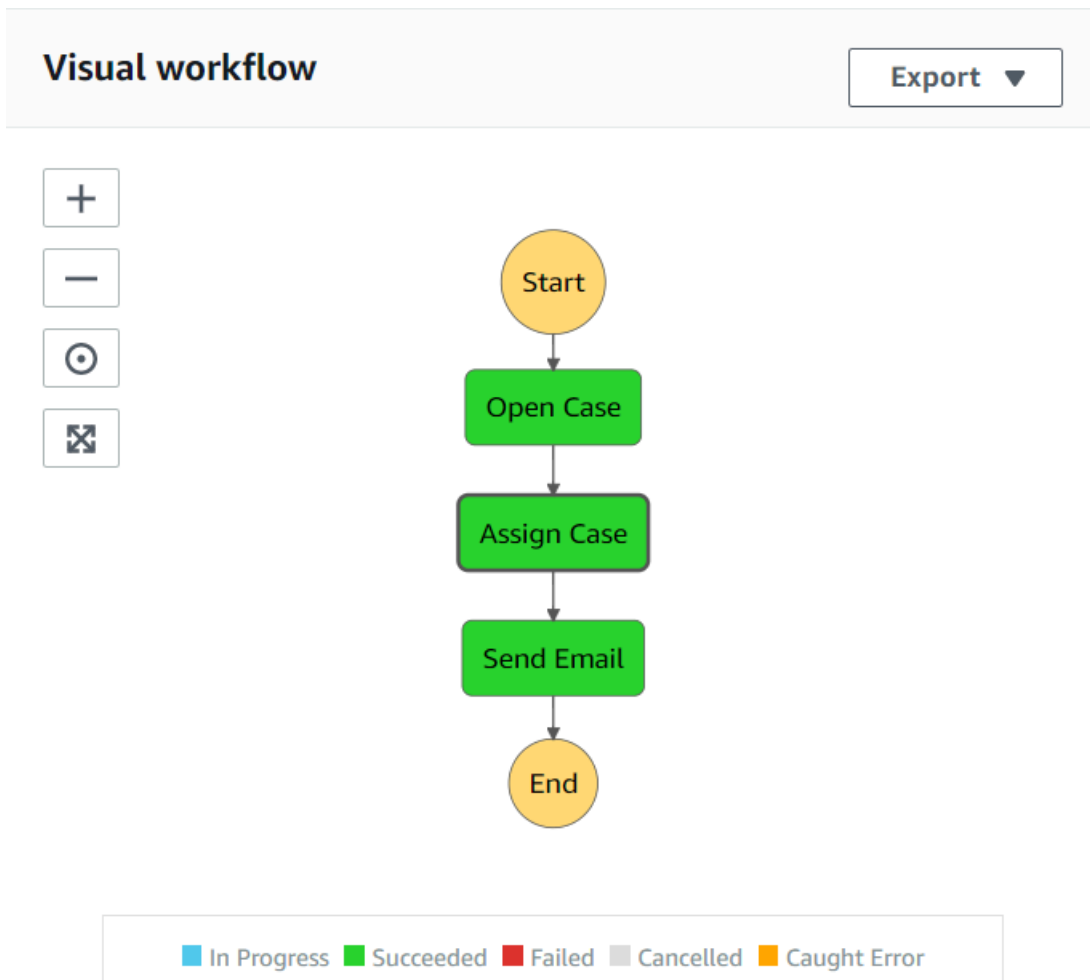 Visual workflow
Export
Start
Open Case
Assign Case
Send Email
End
In Progress Succeeded Failed Cancelled Caught Error